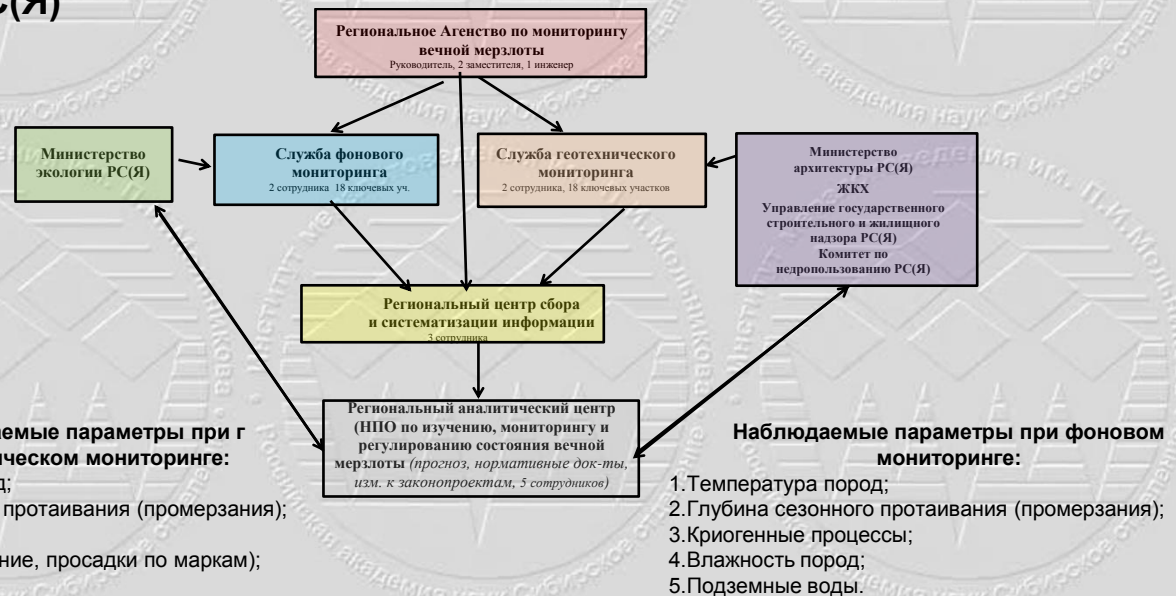 С(Я)
Региональное Агенство по мониторингу
вечной мерзлоты
Руководитель, 2 заместителя, 1 инженер
Министерство
экологии РС(Я)
Служба фонового
мониторинга
2 сотрудника 18 ключевых уч.
Служба геотехнического
мониторинга
2 сотрудника, 18 ключевых участков
Министерство
архитектуры РС(Я)
ЖКХ
Управление государственного
строительного и жилищного
надзора РС(Я)
Комитет по
недропользованию РС(Я)
Региональный центр сбора
и систематизации информации
3 сотрудника
Региональный аналитический центр
(НПО по изучению, мониторингу и
регулированию состояния вечной
мерзлоты (прогноз, нормативные док-ты,
изм. к законопроектам, 5 сотрудников)
аемые параметры при г
ическом мониторинге:
д;
протаивания (промерзания);
ние, просадки по маркам);
Наблюдаемые параметры при фоновом
мониторинге:
1.Температура пород;
2.Глубина сезонного протаивания (промерзания);
3.Криогенные процессы;
4.Влажность пород;
5.Подземные воды.